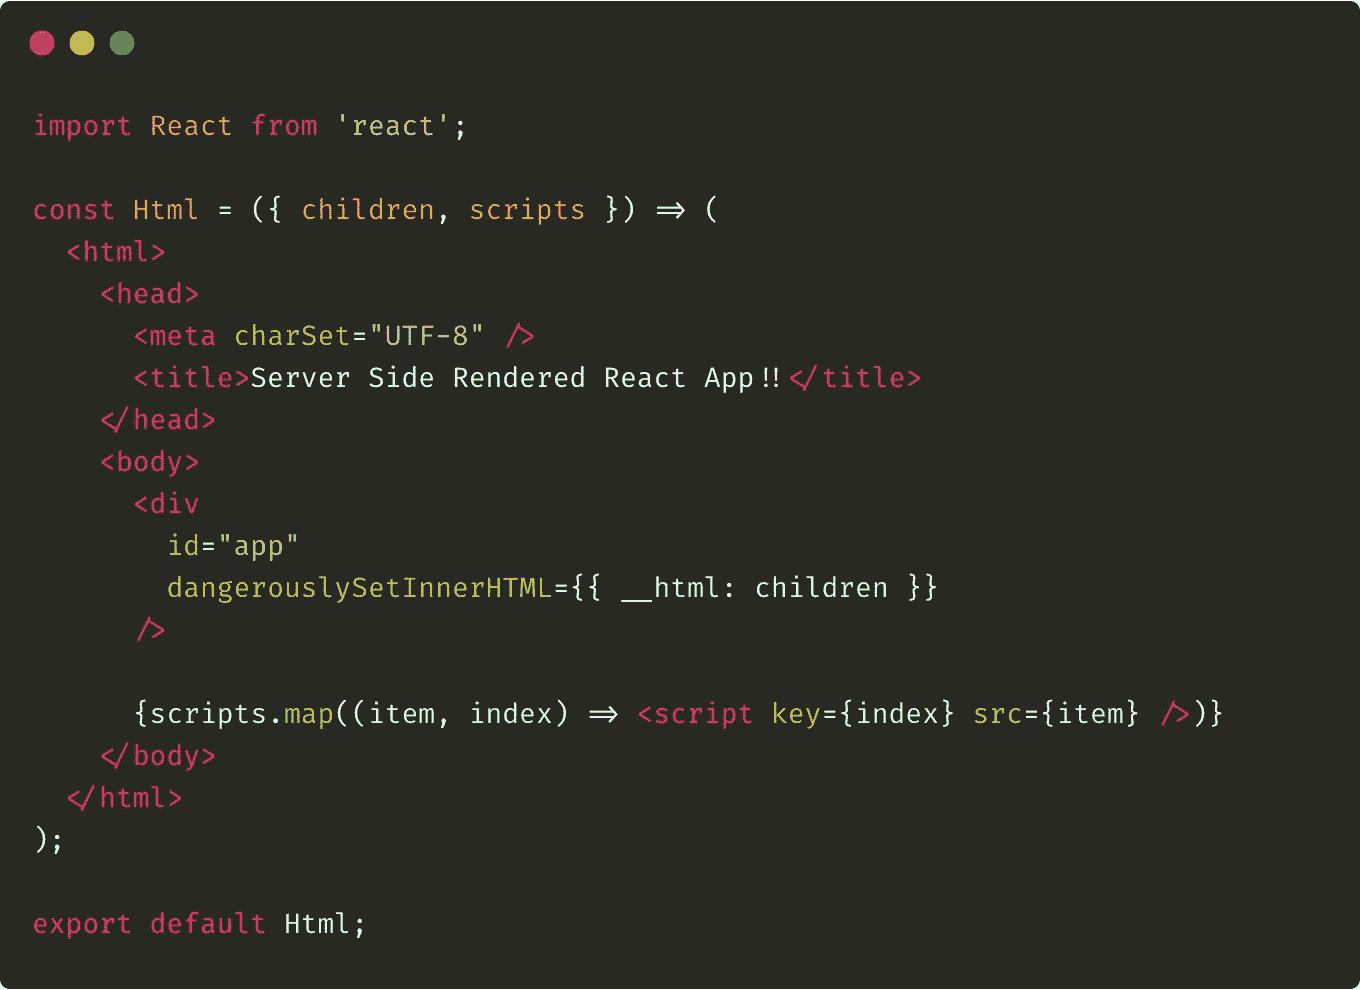 import React from 'react';
const Html = ({ children, scripts }) => (
<html>
<head>
<meta charSet="UTF-8" />
<title>Server Side Rendered React App!!</title>
</head>
<body>
<div
id="app"
dangerouslySetInnerHTML={{ __html: children }}
/>
{scripts.map((item, index) => <script key={index} src={item} />)}
</body>
</html>
);
export default Html;